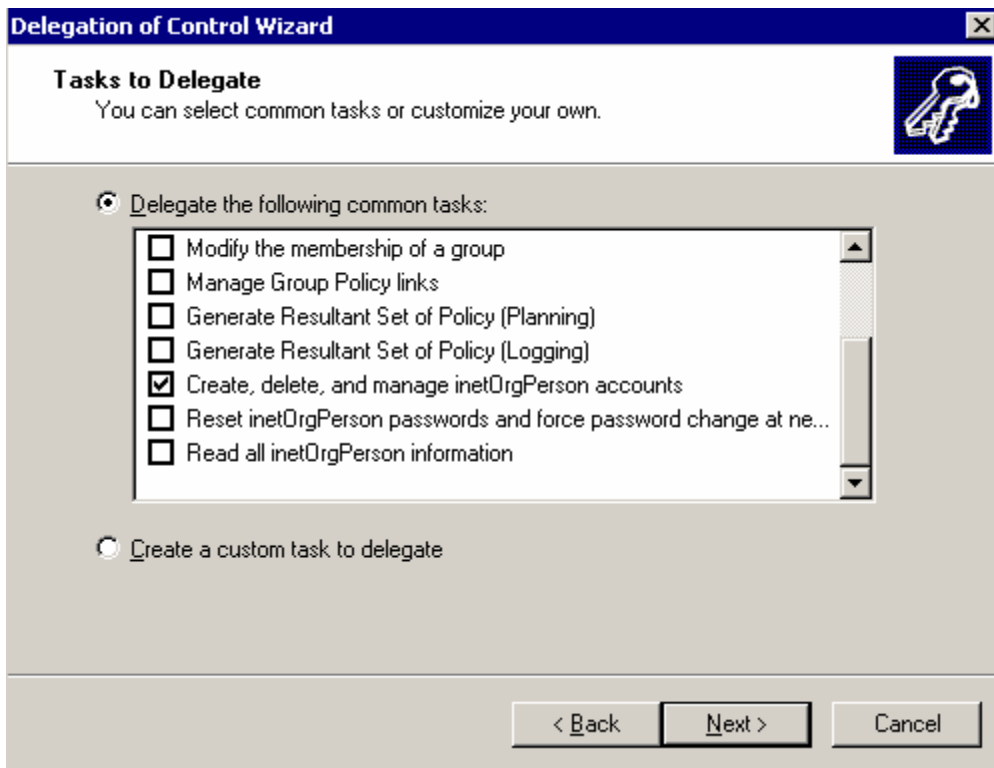 Delegation of Control Wizard
Tasks to Delegate
You can select common tasks or customize your own.
Delegate the following common tasks:
Modify the membership of a group
Manage Group Policy links
Generate Resultant Set of Policy (Planning)
Generate Resultant Set of Policy (Logging)
Create, delete, and manage inetOrgPerson accounts
Reset inetOrgPerson passwords and force password change at ne...
Read all inetOrgPerson information
Create a custom task to delegate
< Back Next > Cancel